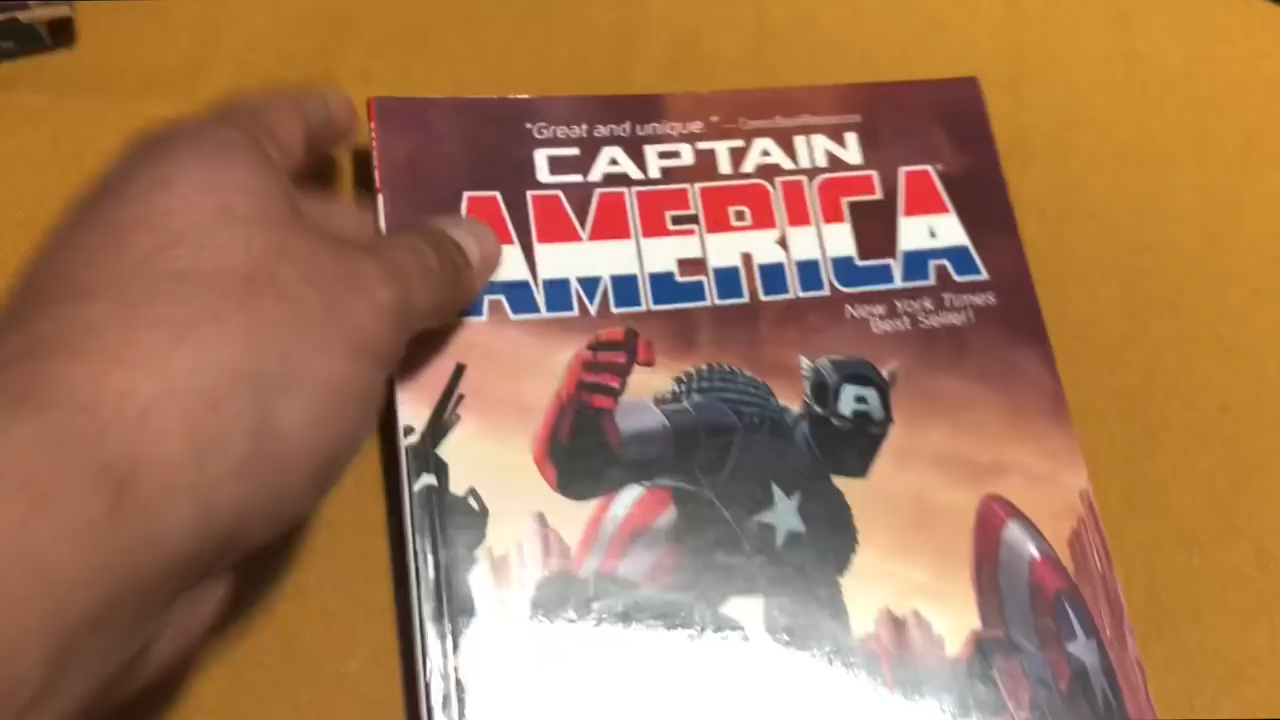 "Great and unique." —
CAPTAIN
AMERICA
New York Times
Best Seller!
A